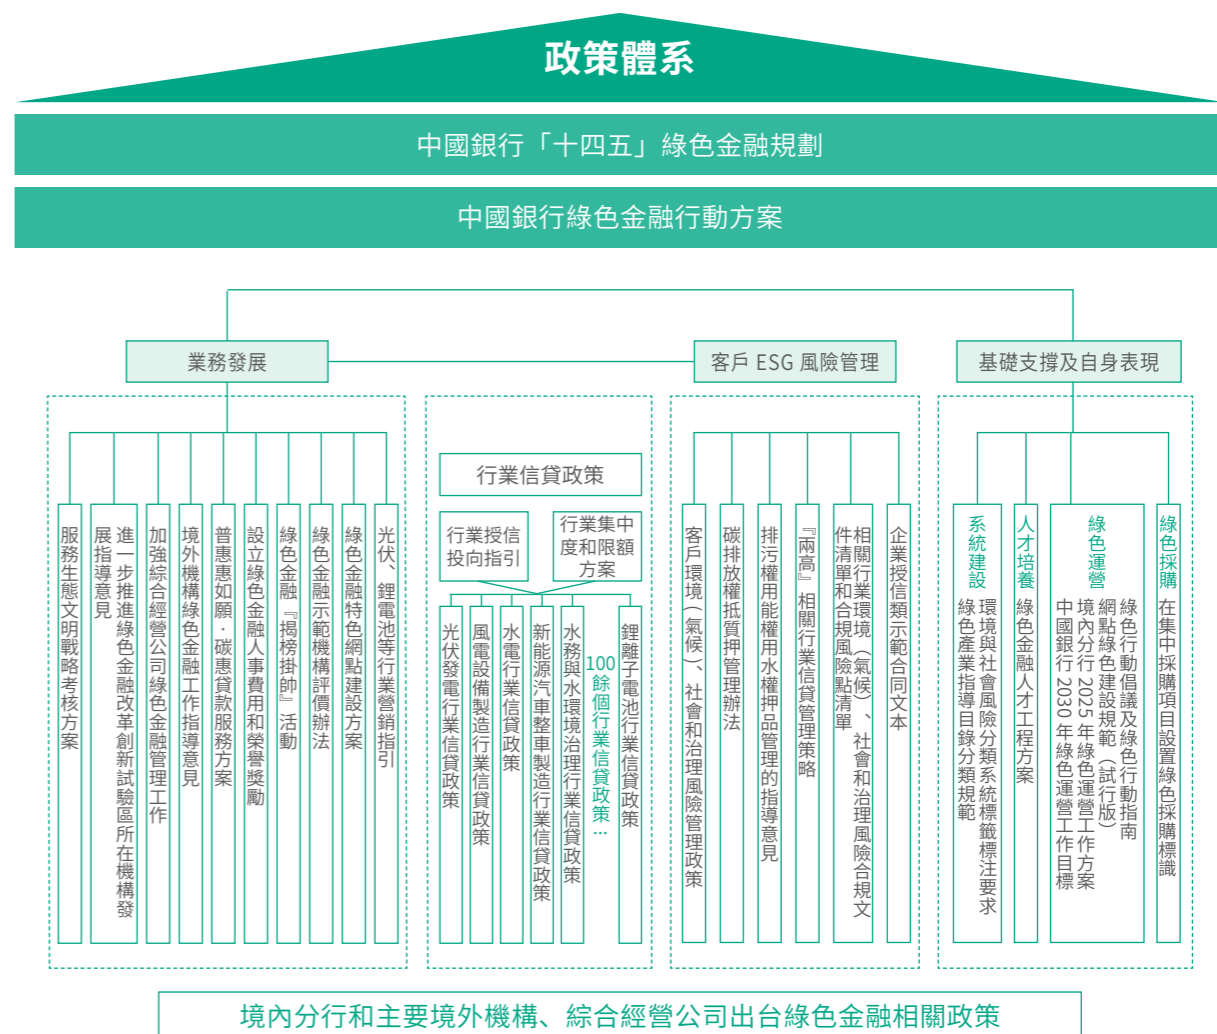 政策體系
中國銀行「十四五」綠色金融規劃
中國銀行綠色金融行動方案
業務發展
客戶 ESG 風險管理
基礎支撐及自身表現
服務生態文明戰略考核方案
進一步推進綠色金融改革創新試驗區所在機構發
展指導意見
加強綜合經營公司綠色金融管理工作
境外機構綠色金融工作指導意見
普惠惠如願．碳惠貸款服務方案
設立綠色金融人事費用和榮譽獎勵
綠色金融『揭榜掛帥』活動
綠色金融示範機構評價辦法
綠色金融特色網點建設方案
光伏、鋰電池等行業營銷指引
行業信貸政策
行業授信
投向指引
行業集中
度和限額
方案
光伏發電行業信貸政策
風電設備製造行業信貸政策
水電行業信貸政策
新能源汽車整車製造行業信貸政策
水務與水環境治理行業信貸政策
100餘個行業信貸政策…
鋰離子電池行業信貸政策
客戶環境（氣候）、社會和治理風險管理政策
碳排放權抵質押管理辦法
排污權用能權用水權押品管理的指導意見
『兩高』相關行業信貸管理策略
相關行業環境（氣候）、社會和治理風險合規文
件清單和合規風險點清單
企業授信類示範合同文本
系統建設
環境與社會風險分類系統標籤標注要求
綠色產業指導目錄分類規範
人才培養
綠色金融人才工程方案
綠色運營
綠色行動倡議及綠色行動指南
網點綠色建設規範（試行版）
境內分行 2025 年綠色運營工作方案
中國銀行 2030 年綠色運營工作目標
綠色採購
在集中採購項目設置綠色採購標識
境內分行和主要境外機構、綜合經營公司出台綠色金融相關政策